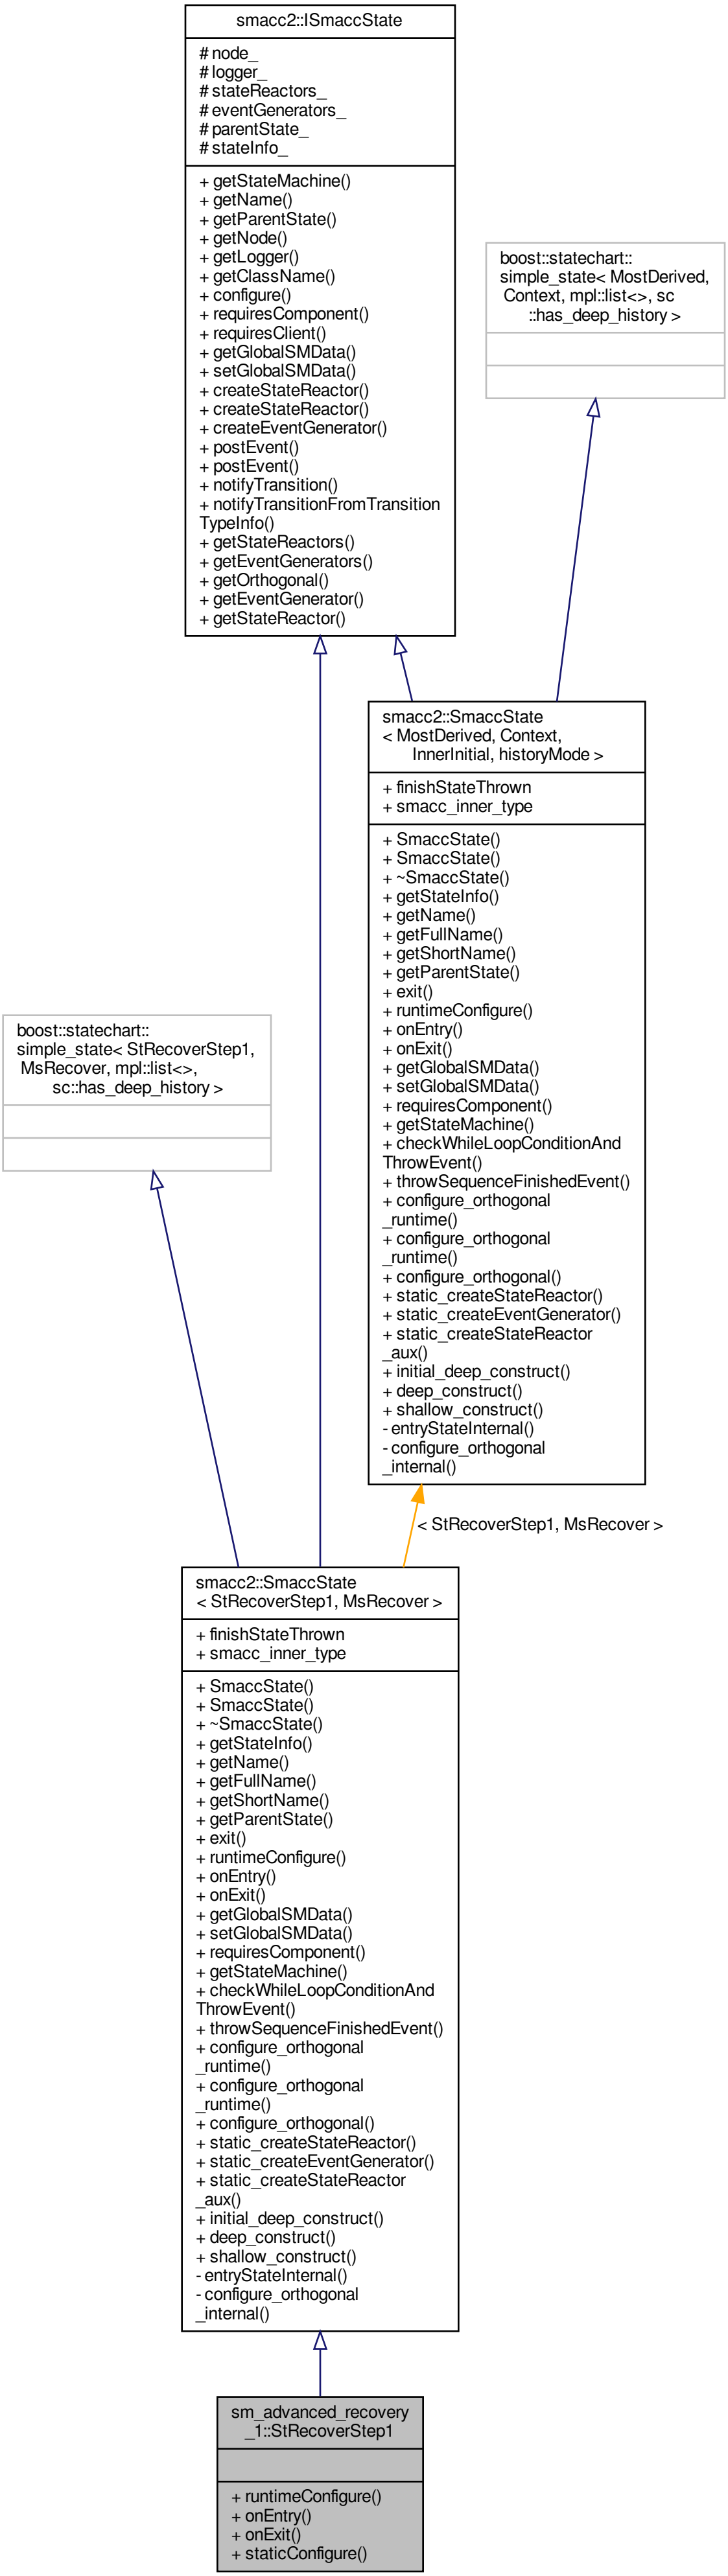 smacc2::ISmaccState
# node_
# logger_
# stateReactors_
# eventGenerators_
# parentState_
# stateInfo_
+ getStateMachine()
+ getName()
+ getParentState()
+ getNode()
+ getLogger()
+ getClassName()
+ configure()
+ requiresComponent()
+ requiresClient()
+ getGlobalSMData()
+ setGlobalSMData()
+ createStateReactor()
+ createStateReactor()
+ createEventGenerator()
+ postEvent()
+ postEvent()
+ notifyTransition()
+ notifyTransitionFromTransition
TypeInfo()
+ getStateReactors()
+ getEventGenerators()
+ getOrthogonal()
+ getEventGenerator()
+ getStateReactor()
boost::statechart::
simple_state< MostDerived,
Context, mpl::list<>, sc
::has_deep_history >
smacc2::SmaccState
< MostDerived, Context,
InnerInitial, historyMode >
+ finishStateThrown
+ smacc_inner_type
+ SmaccState()
+ SmaccState()
+ ~SmaccState()
+ getStateInfo()
+ getName()
+ getFullName()
+ getShortName()
+ getParentState()
+ exit()
+ runtimeConfigure()
+ onEntry()
+ onExit()
+ getGlobalSMData()
+ setGlobalSMData()
+ requiresComponent()
+ getStateMachine()
+ checkWhileLoopConditionAnd
ThrowEvent()
+ throwSequenceFinishedEvent()
+ configure_orthogonal
_runtime()
+ configure_orthogonal
_runtime()
+ configure_orthogonal()
+ static_createStateReactor()
+ static_createEventGenerator()
+ static_createStateReactor
_aux()
+ initial_deep_construct()
+ deep_construct()
+ shallow_construct()
- entryStateInternal()
- configure_orthogonal
_internal()
boost::statechart::
simple_state< StRecoverStep1,
MsRecover, mpl::list<>,
sc::has_deep_history >
< StRecoverStep1, MsRecover >
smacc2::SmaccState
< StRecoverStep1, MsRecover >
+ finishStateThrown
+ smacc_inner_type
+ SmaccState()
+ SmaccState()
+ ~SmaccState()
+ getStateInfo()
+ getName()
+ getFullName()
+ getShortName()
+ getParentState()
+ exit()
+ runtimeConfigure()
+ onEntry()
+ onExit()
+ getGlobalSMData()
+ setGlobalSMData()
+ requiresComponent()
+ getStateMachine()
+ checkWhileLoopConditionAnd
ThrowEvent()
+ throwSequenceFinishedEvent()
+ configure_orthogonal
_runtime()
+ configure_orthogonal
_runtime()
+ configure_orthogonal()
+ static_createStateReactor()
+ static_createEventGenerator()
+ static_createStateReactor
_aux()
+ initial_deep_construct()
+ deep_construct()
+ shallow_construct()
- entryStateInternal()
- configure_orthogonal
_internal()
sm_advanced_recovery
_1::StRecoverStep1
+ runtimeConfigure()
+ onEntry()
+ onExit()
+ staticConfigure()